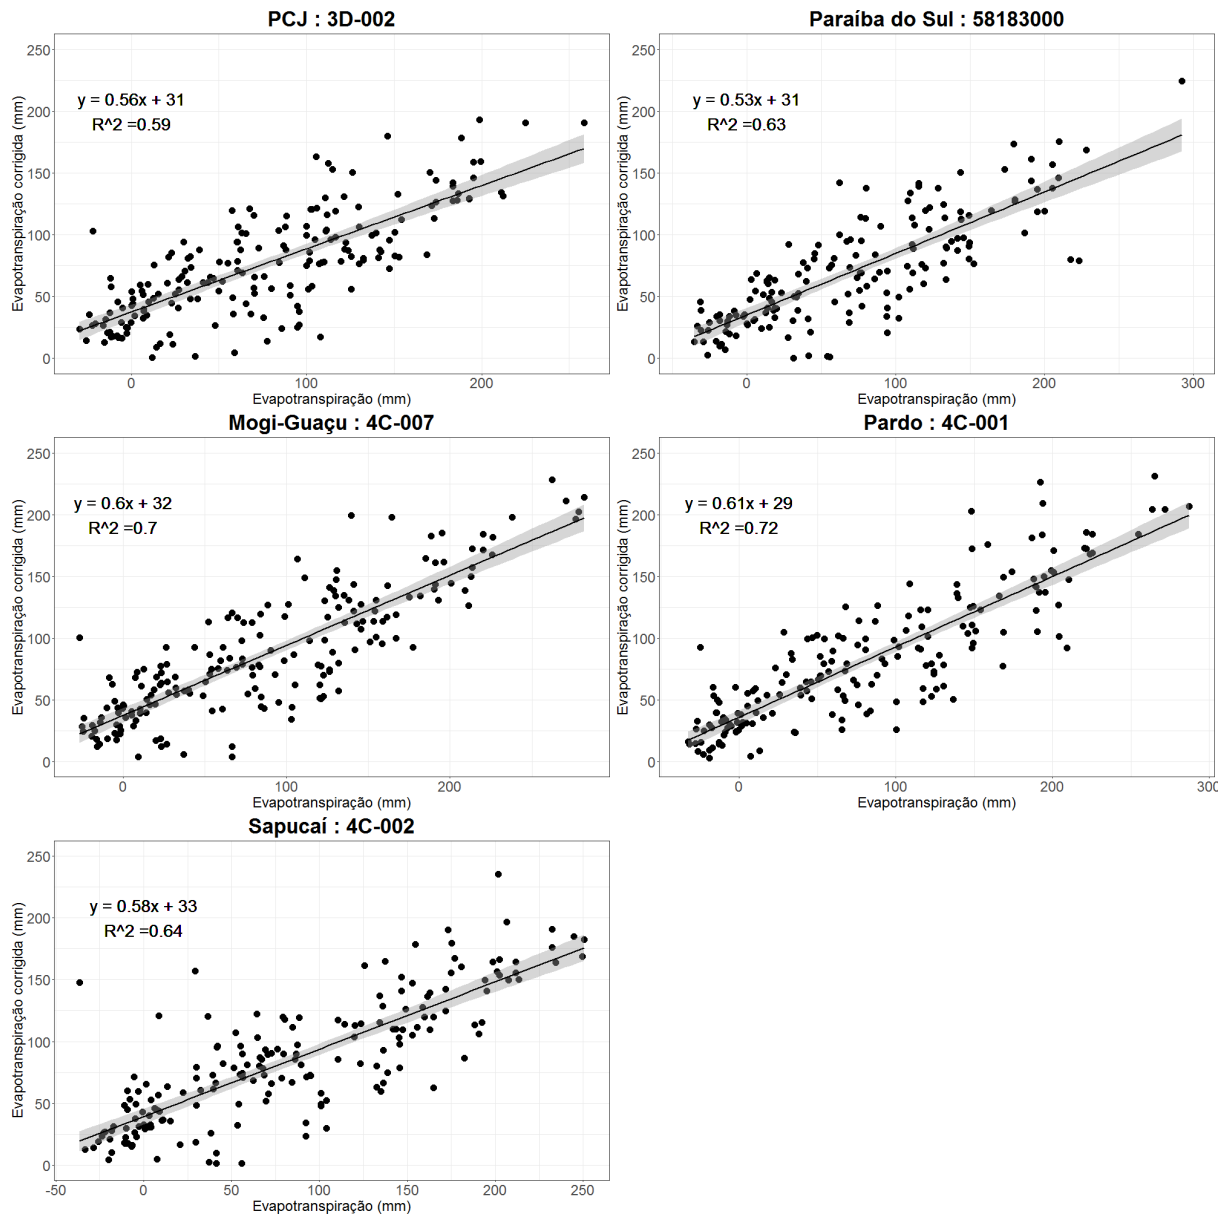 PCJ : 3D-002
y = 0.56x + 31
R^2 =0.59
Evapotranspiração corrigida (mm)
250
200
150
100
50
0
0 100 200
Evapotranspiração (mm)
Paraíba do Sul : 58183000
y = 0.53x + 31
R^2 =0.63
Evapotranspiração corrigida (mm)
250
200
150
100
50
0
0 100 200 300
Evapotranspiração (mm)
Mogi-Guaçu : 4C-007
y = 0.6x + 32
R^2 =0.7
Evapotranspiração corrigida (mm)
250
200
150
100
50
0
0 100 200
Evapotranspiração (mm)
Pardo : 4C-001
y = 0.61x + 29
R^2 =0.72
Evapotranspiração corrigida (mm)
250
200
150
100
50
0
0 100 200 300
Evapotranspiração (mm)
Sapucaí : 4C-002
y = 0.58x + 33
R^2 =0.64
Evapotranspiração corrigida (mm)
250
200
150
100
50
0
-50 0 50 100 150 200 250
Evapotranspiração (mm)